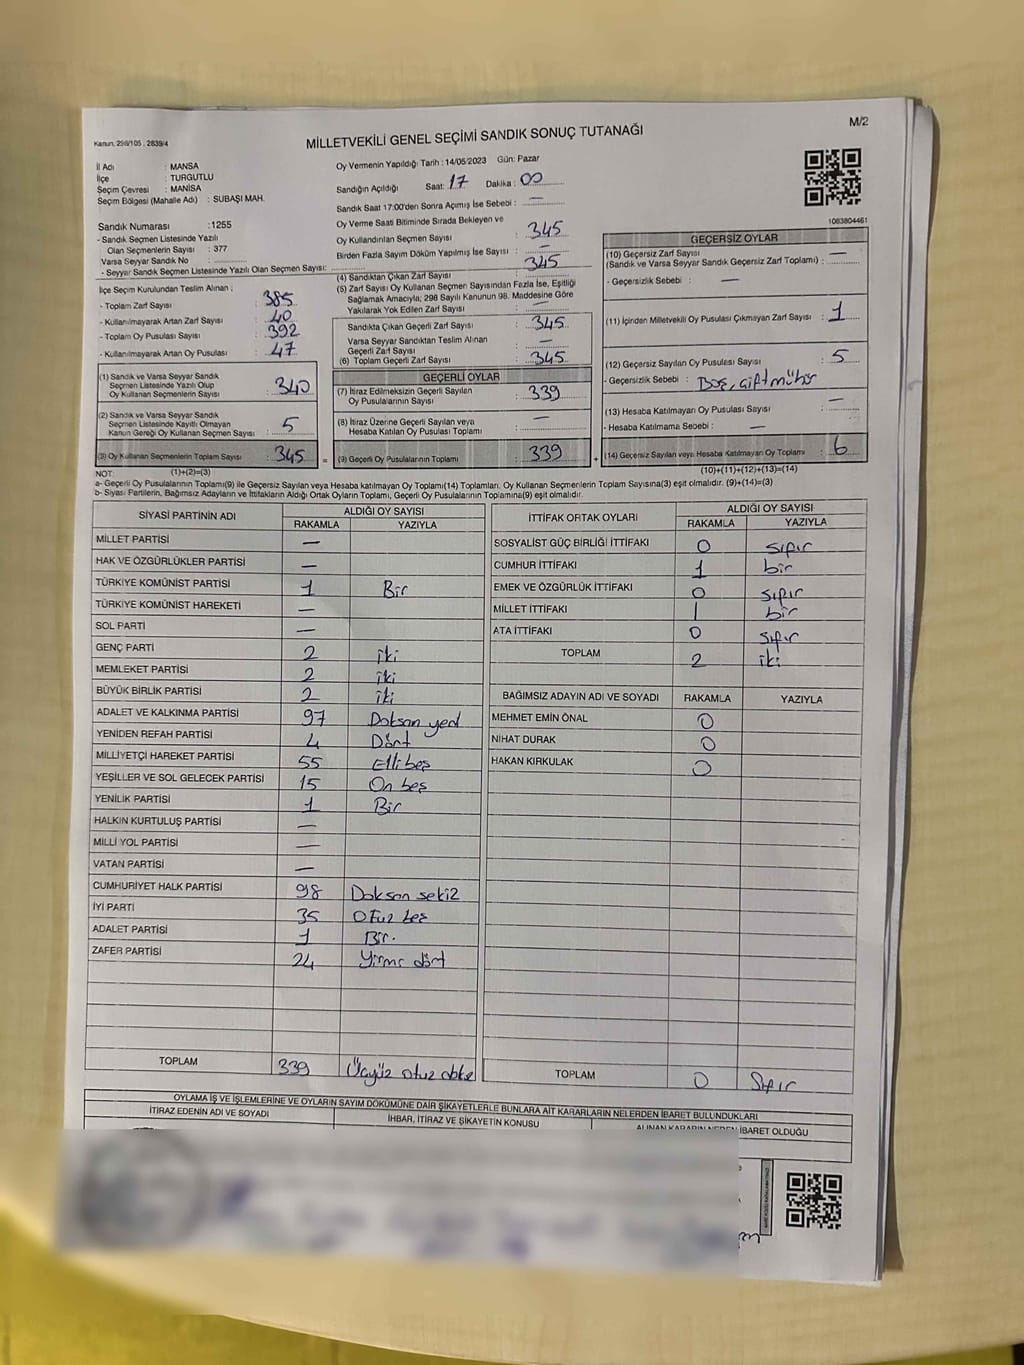 Kanun. 298/105 , 2839/4
MİLLETVEKİLİ GENEL SEÇİMİ SANDIK SONUÇ TUTANAĞI
M/2
İl Adı : MANSA
İlçe : TURGUTLU
Seçim Çevresi : MANİSA
Seçim Bölgesi (Mahalle Adı) : SUBAŞI MAH.
Sandık Numarası :1255
- Sandık Seçmen Listesinde Yazılı
Olan Seçmenlerin Sayısı : 377
Varsa Seyyar Sandık No :
- Seyyar Sandık Seçmen Listesinde Yazılı Olan Seçmen Sayısı:
İlçe Seçim Kurulundan Teslim Alınan ;
- Toplam Zarf Sayısı : 385
- Kullanılmayarak Artan Zarf Sayısı : 40
- Toplam Oy Pusulası Sayısı : 392
- Kullanılmayarak Artan Oy Pusulası : 47
(1) Sandık ve Varsa Seyyar Sandık
Seçmen Listesinde Yazılı Olup
Oy Kullanan Seçmenlerin Sayısı : 340
(2) Sandık ve Varsa Seyyar Sandık
Seçmen Listesinde Kayıtlı Olmayan
Kanun Gereği Oy Kullanan Seçmen Sayısı : 5
(3) Oy Kullanan Seçmenlerin Toplam Sayısı : 345
Oy Vermenin Yapıldığı Tarih : 14/05/2023 Gün: Pazar
Sandığın Açıldığı Saat: 17 Dakika : 00
Sandık Saat 17:00'den Sonra Açımış İse Sebebi : —
Oy Verme Saati Bitiminde Sırada Bekleyen ve
Oy Kullandırılan Seçmen Sayısı : 345
Birden Fazla Sayım Döküm Yapılmış İse Sayısı : —
(4) Sandıktan Çıkan Zarf Sayısı : 345
(5) Zarf Sayısı Oy Kullanan Seçmen Sayısından Fazla İse, Eşitliği
Sağlamak Amacıyla; 298 Sayılı Kanunun 98. Maddesine Göre
Yakılarak Yok Edilen Zarf Sayısı : —
Sandıkta Çıkan Geçerli Zarf Sayısı : 345
Varsa Seyyar Sandıktan Teslim Alınan
Geçerli Zarf Sayısı : —
(6) Toplam Geçerli Zarf Sayısı : 345
GEÇERLİ OYLAR
(7) İtiraz Edilmeksizin Geçerli Sayılan
Oy Pusulalarının Sayısı : 339
(8) İtiraz Üzerine Geçerli Sayılan veya
Hesaba Katılan Oy Pusulası Toplamı : —
= (9) Geçerli Oy Pusulalarının Toplamı : 339 +
1083804461
GEÇERSİZ OYLAR
(10) Geçersiz Zarf Sayısı
(Sandık ve Varsa Seyyar Sandık Geçersiz Zarf Toplamı) : —
- Geçersizlik Sebebi : —
(11) İçinden Milletvekili Oy Pusulası Çıkmayan Zarf Sayısı : 1
(12) Geçersiz Sayılan Oy Pusulası Sayısı : 5
- Geçersizlik Sebebi : Boş, çift mühür
(13) Hesaba Katılmayan Oy Pusulası Sayısı : —
- Hesaba Katılmama Sebebi : —
(14) Geçersiz Sayılan veya Hesaba Katılmayan Oy Toplamı : 6
NOT: (1)+(2)=(3) (10)+(11)+(12)+(13)=(14)
a- Geçerli Oy Pusulalarının Toplamı(9) ile Geçersiz Sayılan veya Hesaba Katılmayan Oy Toplamı(14) Toplamları, Oy Kullanan Seçmenlerin Toplam Sayısına(3) eşit olmalıdır. (9)+(14)=(3)
b- Siyasi Partilerin, Bağımsız Adayların ve İttifakların Aldığı Ortak Oyların Toplamı, Geçerli Oy Pusulalarının Toplamına(9) eşit olmalıdır.
SİYASİ PARTİNİN ADI ALDIĞI OY SAYISI
RAKAMLA YAZIYLA
MİLLET PARTİSİ —
HAK VE ÖZGÜRLÜKLER PARTİSİ —
TÜRKİYE KOMÜNİST PARTİSİ 1 Bir
TÜRKİYE KOMÜNİST HAREKETİ —
SOL PARTİ —
GENÇ PARTİ 2 iki
MEMLEKET PARTİSİ 2 iki
BÜYÜK BİRLİK PARTİSİ 2 iki
ADALET VE KALKINMA PARTİSİ 97 Doksan yedi
YENİDEN REFAH PARTİSİ 4 Dört
MİLLİYETÇİ HAREKET PARTİSİ 55 Elli beş
YEŞİLLER VE SOL GELECEK PARTİSİ 15 On beş
YENİLİK PARTİSİ 1 Bir
HALKIN KURTULUŞ PARTİSİ —
MİLLİ YOL PARTİSİ —
VATAN PARTİSİ —
CUMHURİYET HALK PARTİSİ 98 Doksan sekiz
İYİ PARTİ 35 Otuz beş
ADALET PARTİSİ 1 Bir.
ZAFER PARTİSİ 24 Yirmi dört
TOPLAM 339 Üçyüz otuz dokuz
İTTİFAK ORTAK OYLARI ALDIĞI OY SAYISI
RAKAMLA YAZIYLA
SOSYALİST GÜÇ BİRLİĞİ İTTİFAKI 0 sıfır
CUMHUR İTTİFAKI 1 bir
EMEK VE ÖZGÜRLÜK İTTİFAKI 0 sıfır
MİLLET İTTİFAKI 1 bir
ATA İTTİFAKI 0 sıfır
TOPLAM 2 iki
BAĞIMSIZ ADAYIN ADI VE SOYADI RAKAMLA YAZIYLA
MEHMET EMİN ÖNAL 0
NİHAT DURAK 0
HAKAN KIRKULAK 0
TOPLAM 0 Sıfır
OYLAMA İŞ VE İŞLEMLERİNE VE OYLARIN SAYIM DÖKÜMÜNE DAİR ŞİKAYETLERLE BUNLARA AİT KARARLARIN NELERDEN İBARET BULUNDUKLARI
İTİRAZ EDENİN ADI VE SOYADI İHBAR, İTİRAZ VE ŞİKAYETİN KONUSU ALINAN KARARIN NEDEN İBARET OLDUĞU